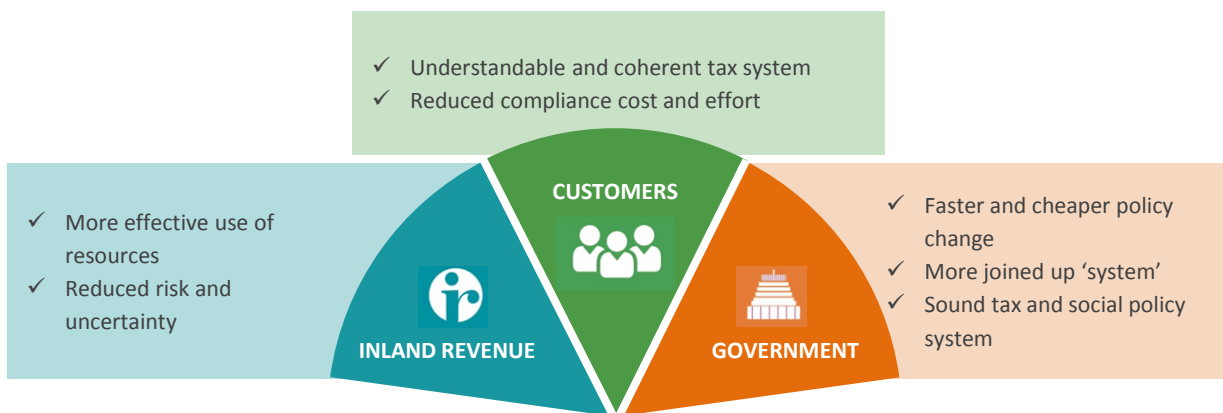 ✓ Understandable and coherent tax system
✓ Reduced compliance cost and effort
✓ More effective use of
resources
✓ Reduced risk and
uncertainty
CUSTOMERS
ir
INLAND REVENUE
GOVERNMENT
✓ Faster and cheaper policy
change
✓ More joined up ‘system’
✓ Sound tax and social policy
system